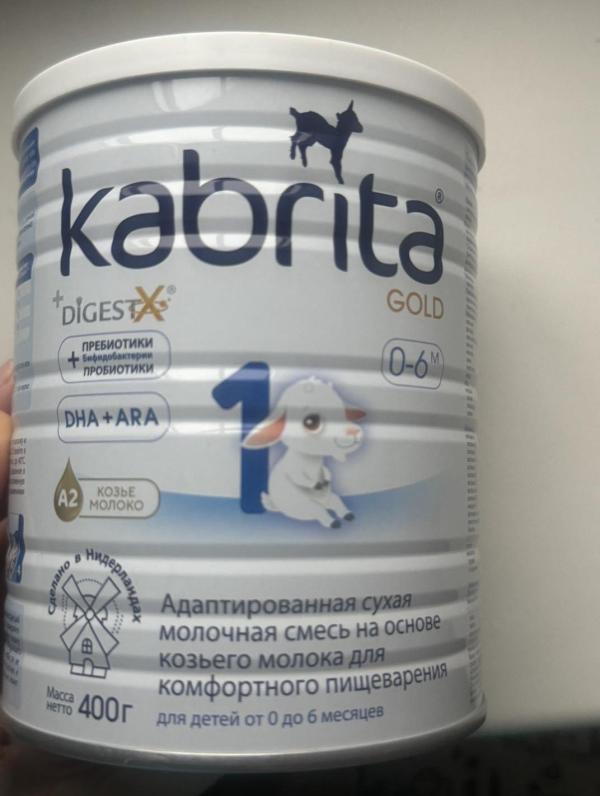 kabrita®
+DIGESTX®
GOLD
+ ПРЕБИОТИКИ
Бифидобактерии
ПРОБИОТИКИ
0-6 М
DHA+ARA
1
A2 КОЗЬЕ
МОЛОКО
Сделано в Нидерландах
Адаптированная сухая
молочная смесь на основе
козьего молока для
комфортного пищеварения
Масса
нетто 400г
для детей от 0 до 6 месяцев